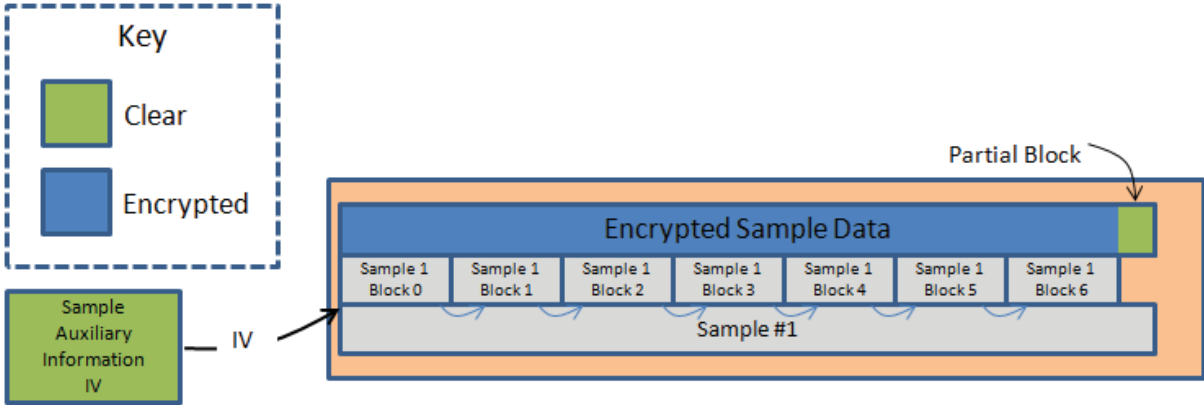 Key
Clear
Encrypted
Sample
Auxiliary
Information
IV
IV
Partial Block
Encrypted Sample Data
Sample 1
Block 0
Sample 1
Block 1
Sample 1
Block 2
Sample 1
Block 3
Sample 1
Block 4
Sample 1
Block 5
Sample 1
Block 6
Sample #1